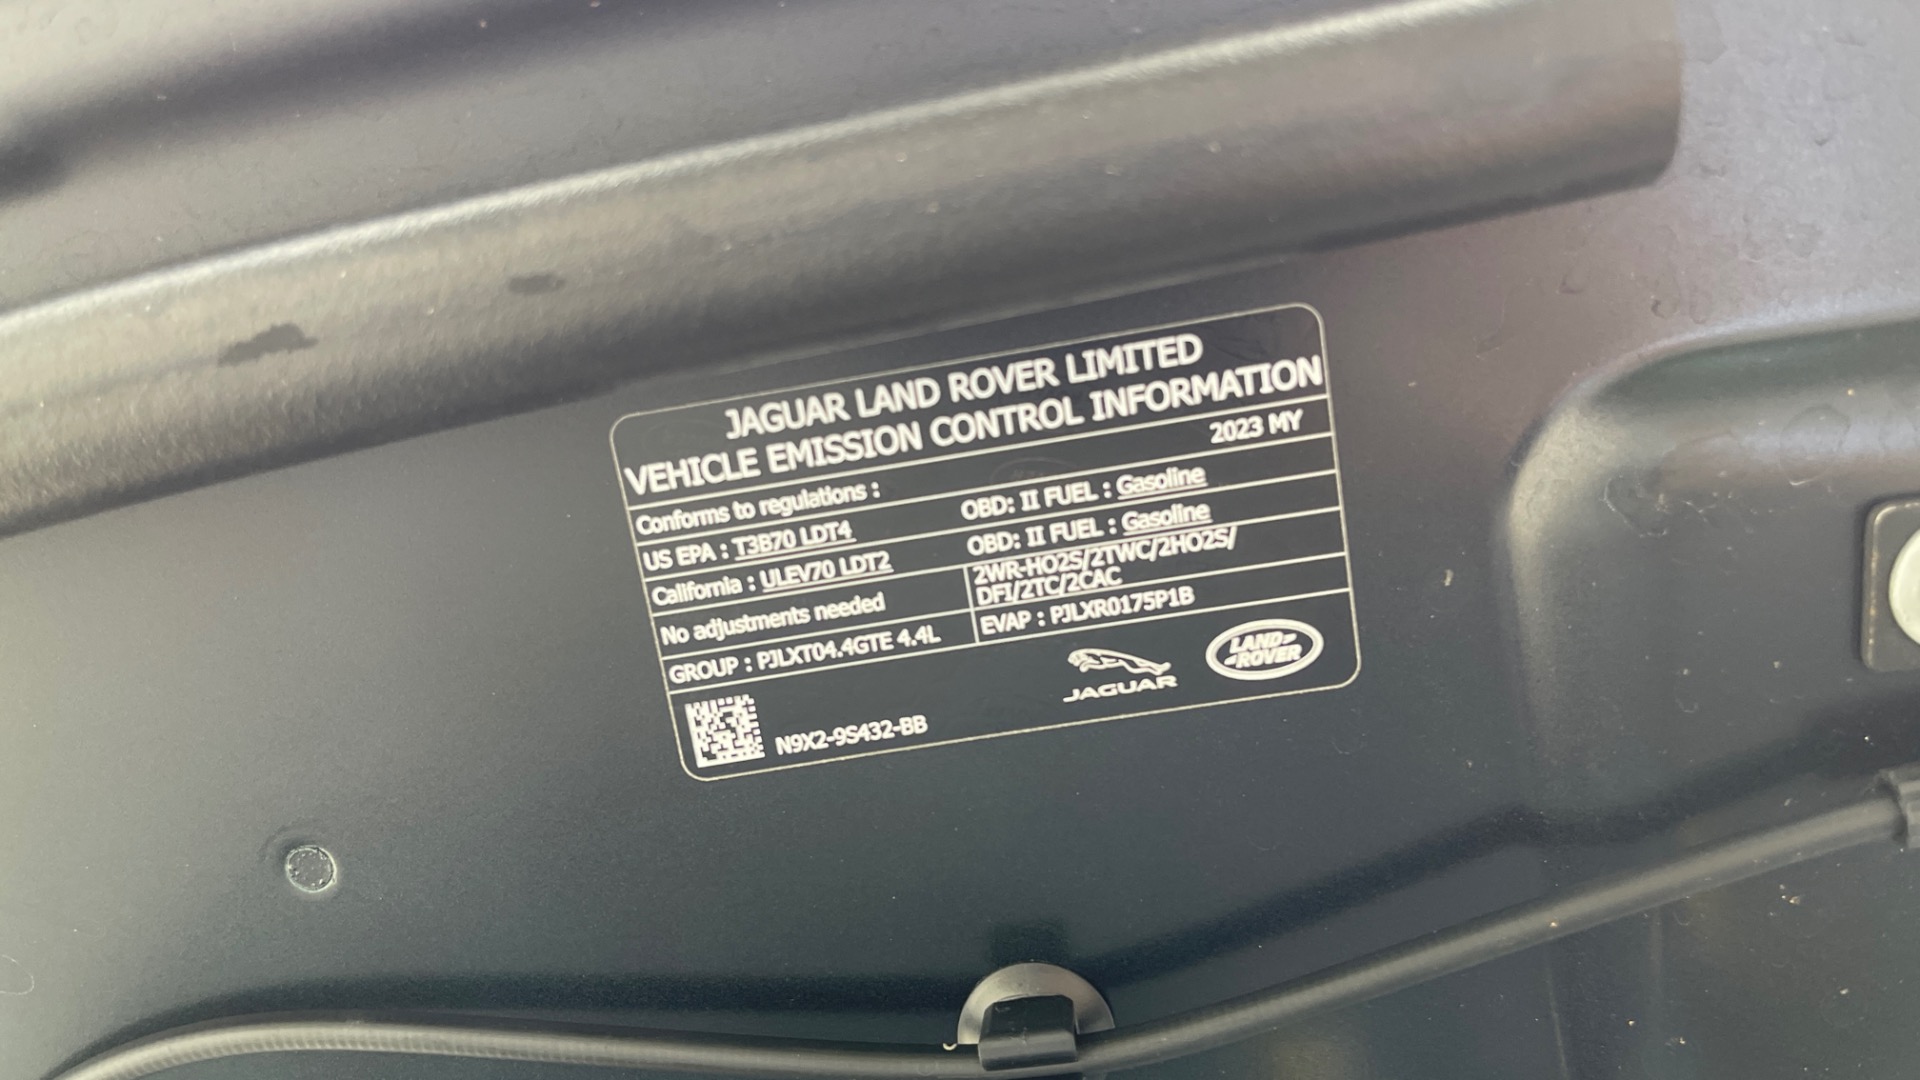 JAGUAR LAND ROVER LIMITED
VEHICLE EMISSION CONTROL INFORMATION
Conforms to regulations : 2023 MY
US EPA : T3B70 LDT4 OBD: II FUEL : Gasoline
California : ULEV70 LDT2 OBD: II FUEL : Gasoline
No adjustments needed 2WR-HO2S/2TWC/2HO2S/
DFI/2TC/2CAC
GROUP : PJLXT04.4GTE 4.4L EVAP : PJLXR0175P1B
N9X2-9S432-BB
JAGUAR
LAND
ROVER